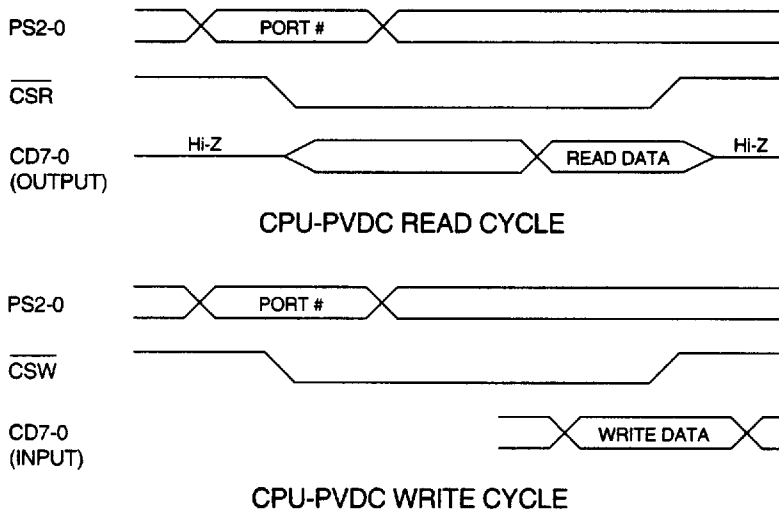 PS2-0 PORT #
CSR
Hi-Z Hi-Z
CD7-0 READ DATA
(OUTPUT)
CPU-PVDC READ CYCLE
PS2-0 PORT #
CSW
CD7-0 WRITE DATA
(INPUT)
CPU-PVDC WRITE CYCLE